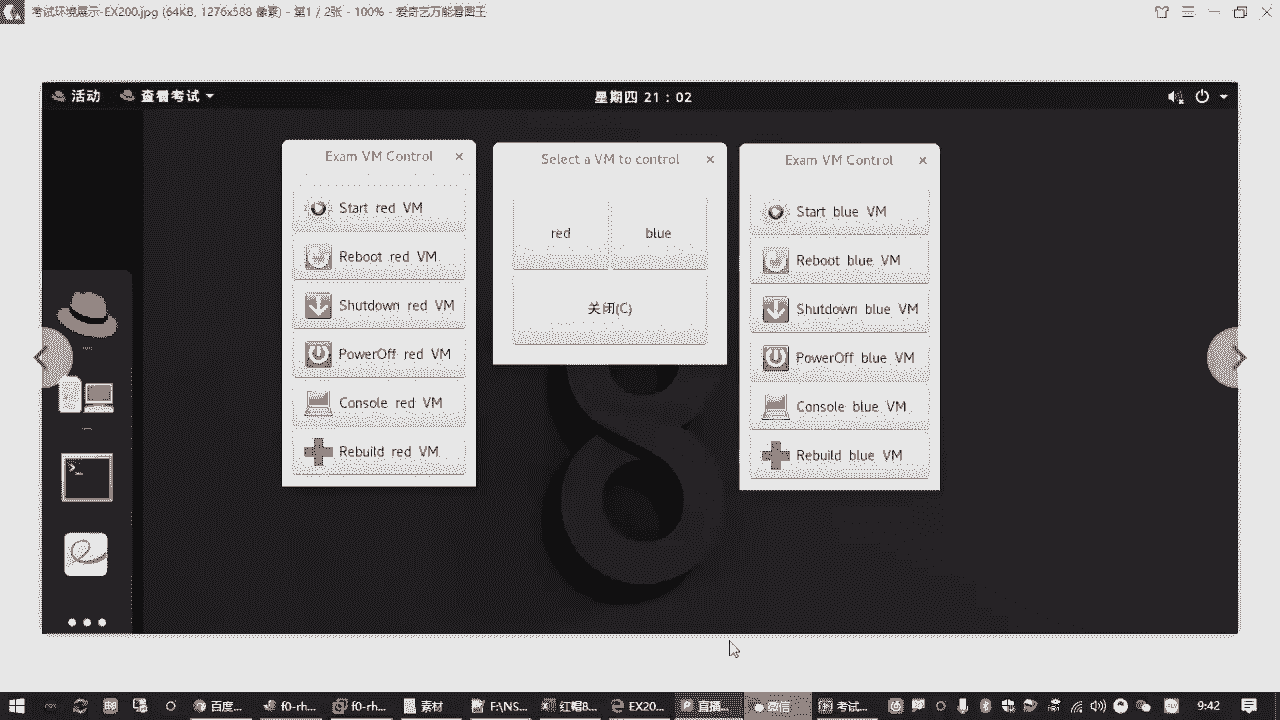 考试环境展示-EX200.jpg (64KB, 1276x588 像素) - 第1 / 2张 - 100% - 爱奇艺万能看图王
活动 查看考试 星期四 21：02
Exam VM Control
Start red VM
Reboot red VM
Shutdown red VM
PowerOff red VM
Console red VM
Rebuild red VM
Select a VM to control
red blue
关闭(C)
Exam VM Control
Start blue VM
Reboot blue VM
Shutdown blue VM
PowerOff blue VM
Console blue VM
Rebuild blue VM
百度... f0-rh... f0-rh... 素材 F:\NS... 红帽8... EX20... 直播... 微信 考试... 9:42